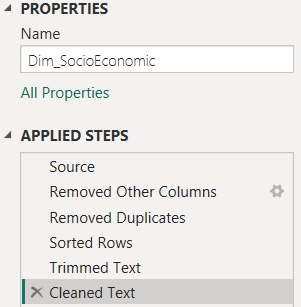 PROPERTIES
Name
Dim_SocioEconomic
All Properties
APPLIED STEPS
Source
Removed Other Columns
Removed Duplicates
Sorted Rows
Trimmed Text
Cleaned Text